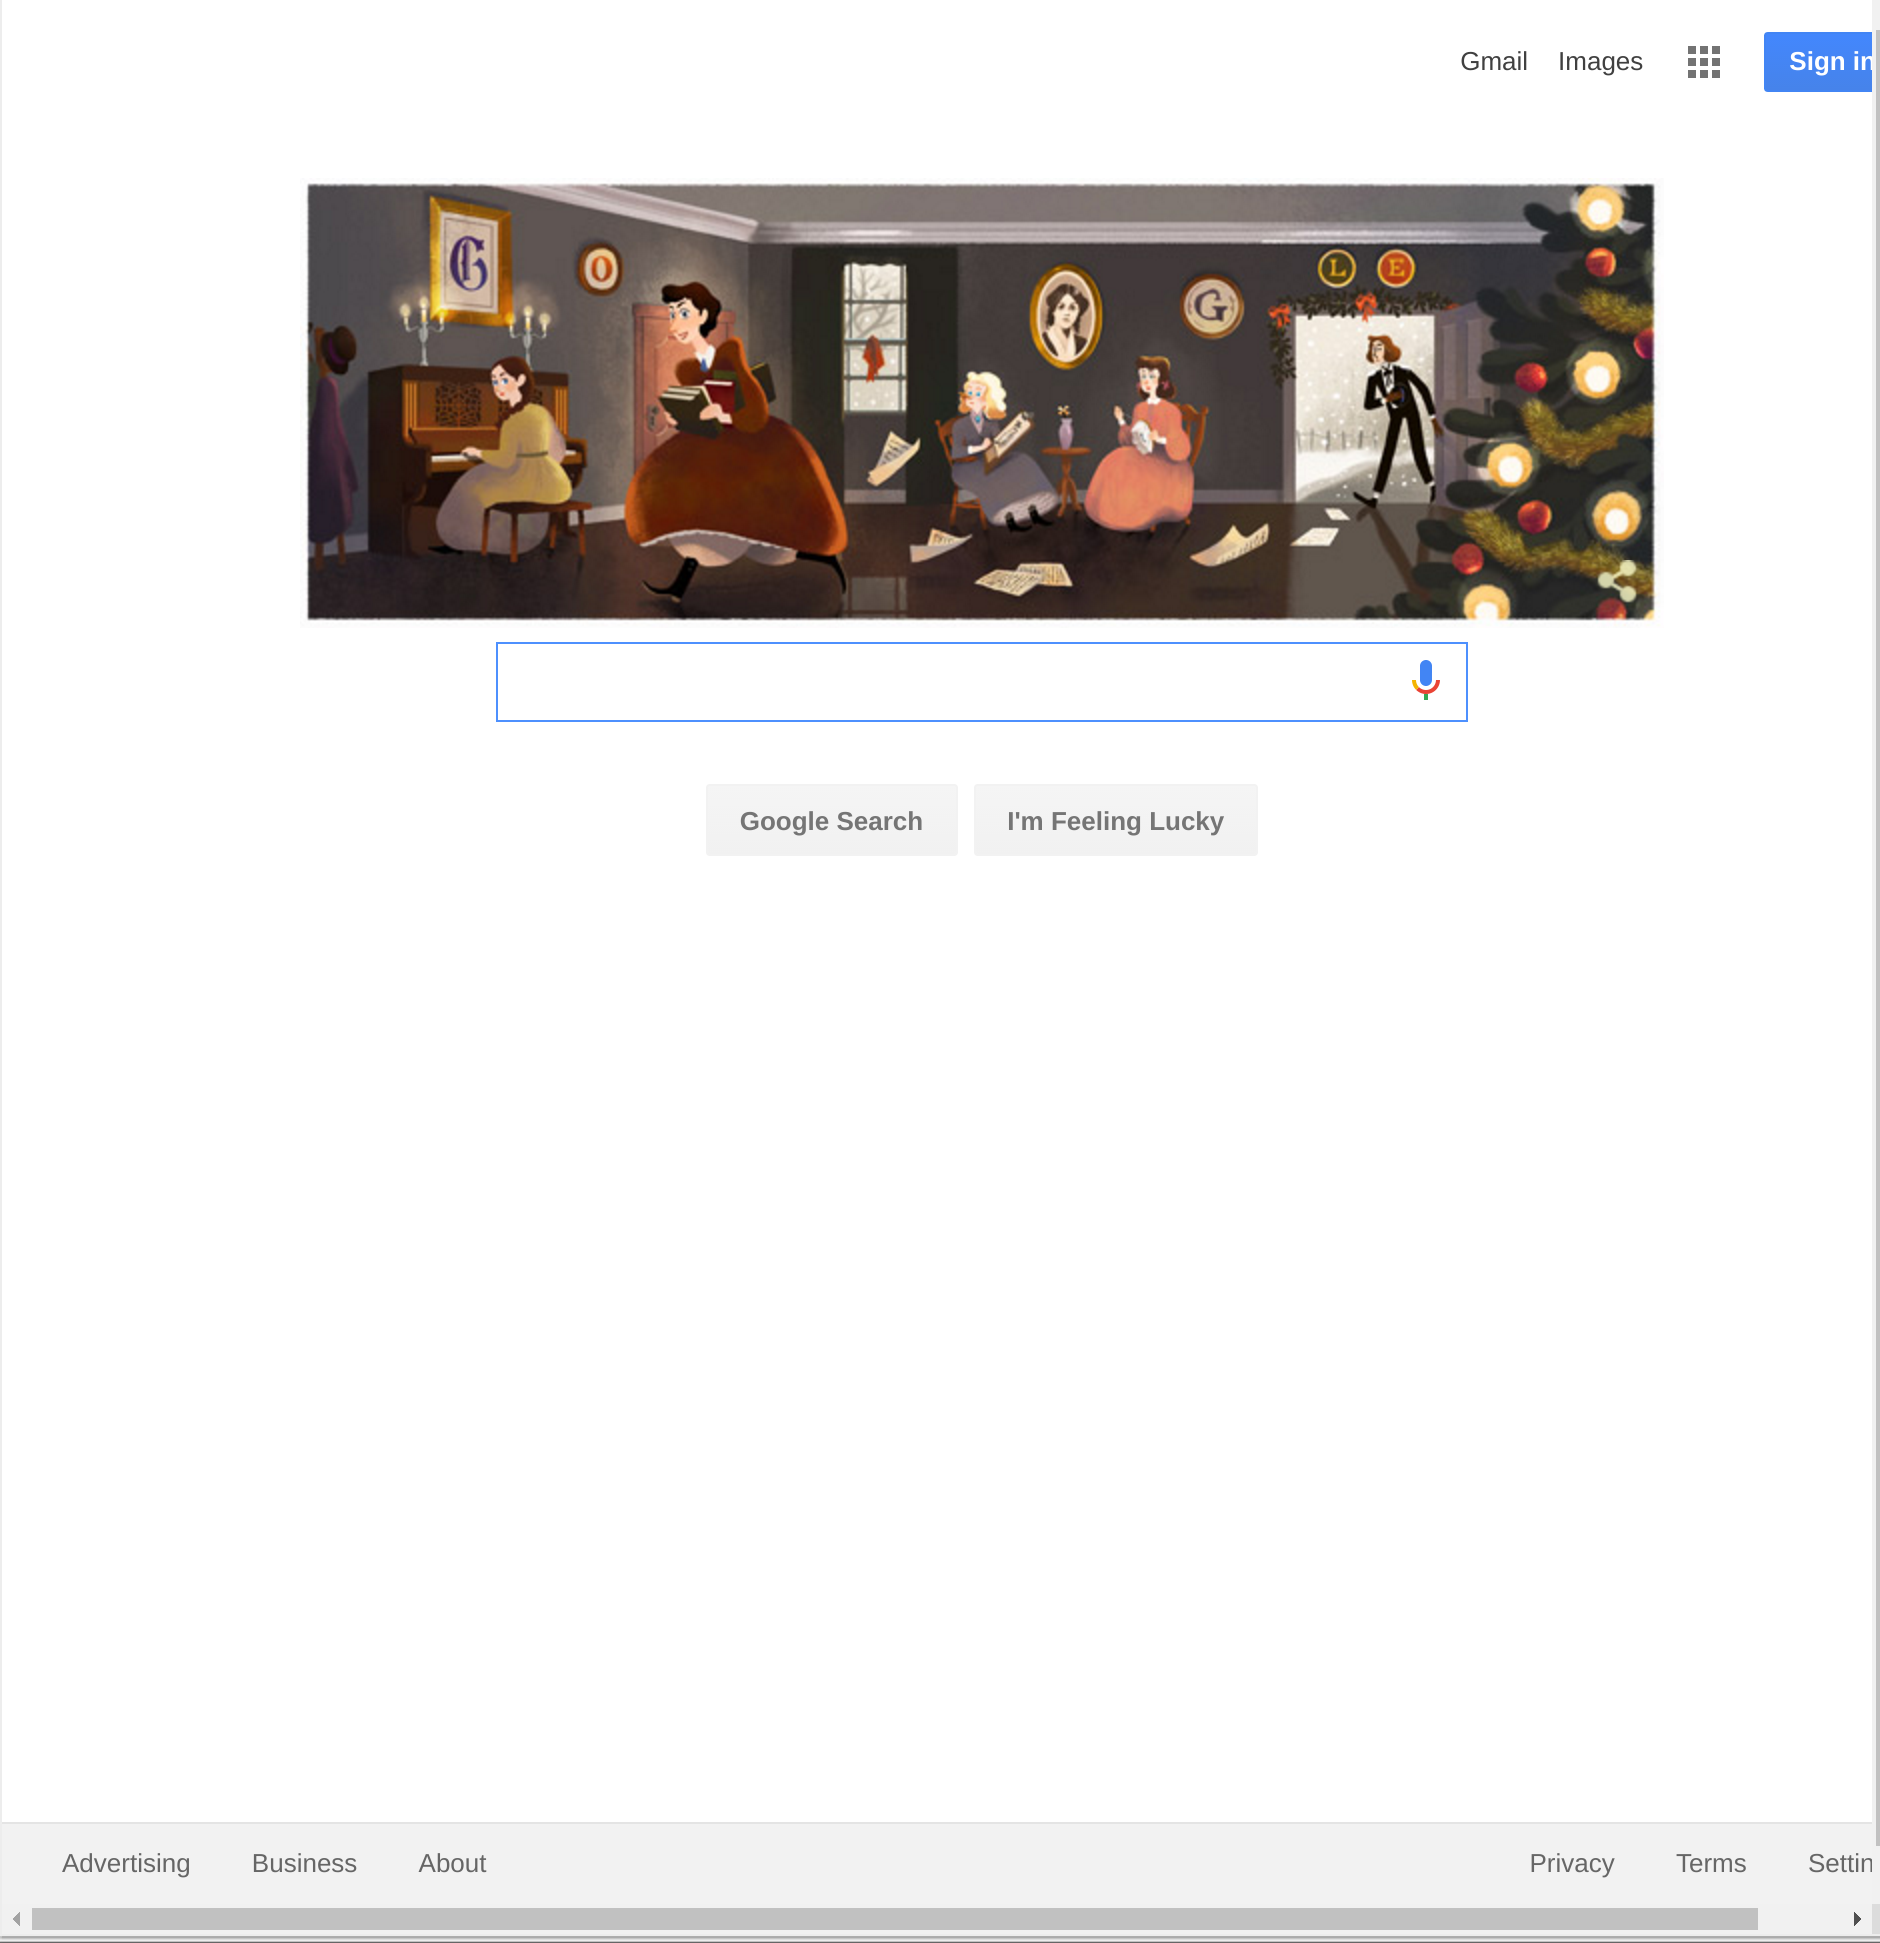 Gmail Images Sign in
G O G L E
Google Search I'm Feeling Lucky
Advertising Business About Privacy Terms Settin